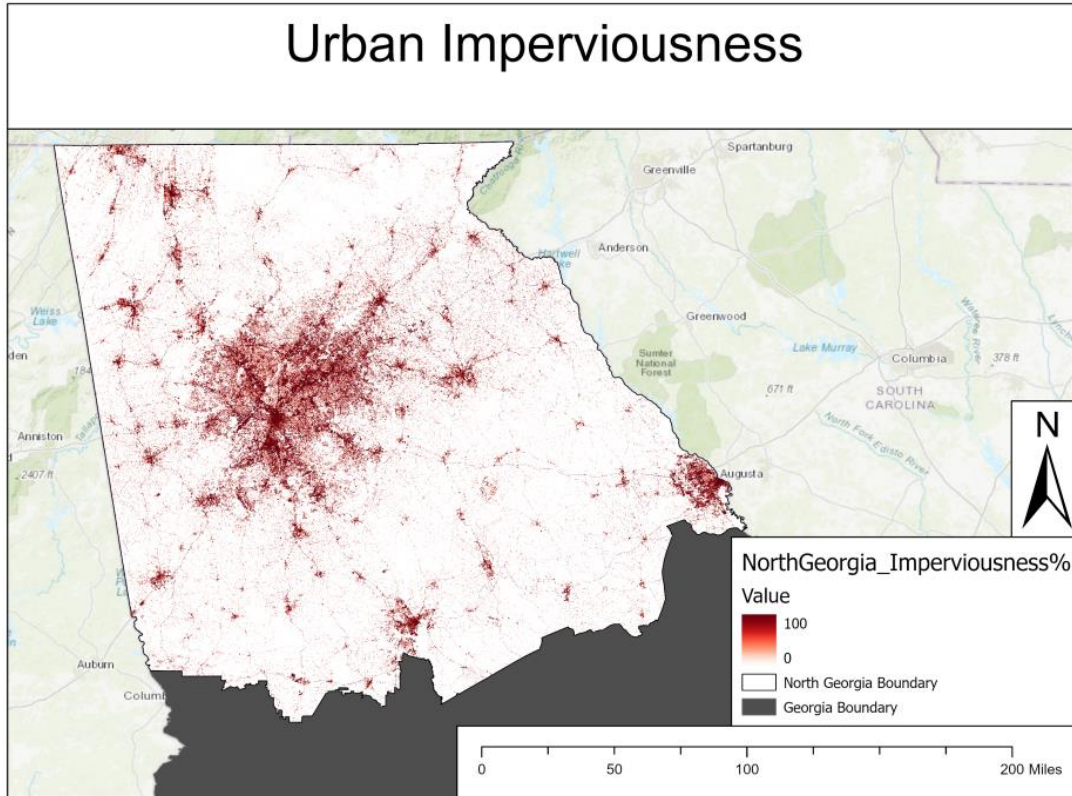 Urban Imperviousness
Spartanburg
Greenville
Anderson
Hartwell
Lake
Weiss
Lake
Greenwood
Sumter
National
Forest
Lake Murray
Columbia
378 ft
671 ft
SOUTH
CAROLINA
North Fork Edisto River
Anniston
2407 ft
184
Augusta
Auburn
Colum
N
NorthGeorgia_Imperviousness%
Value
100
0
North Georgia Boundary
Georgia Boundary
0 50 100 200 Miles